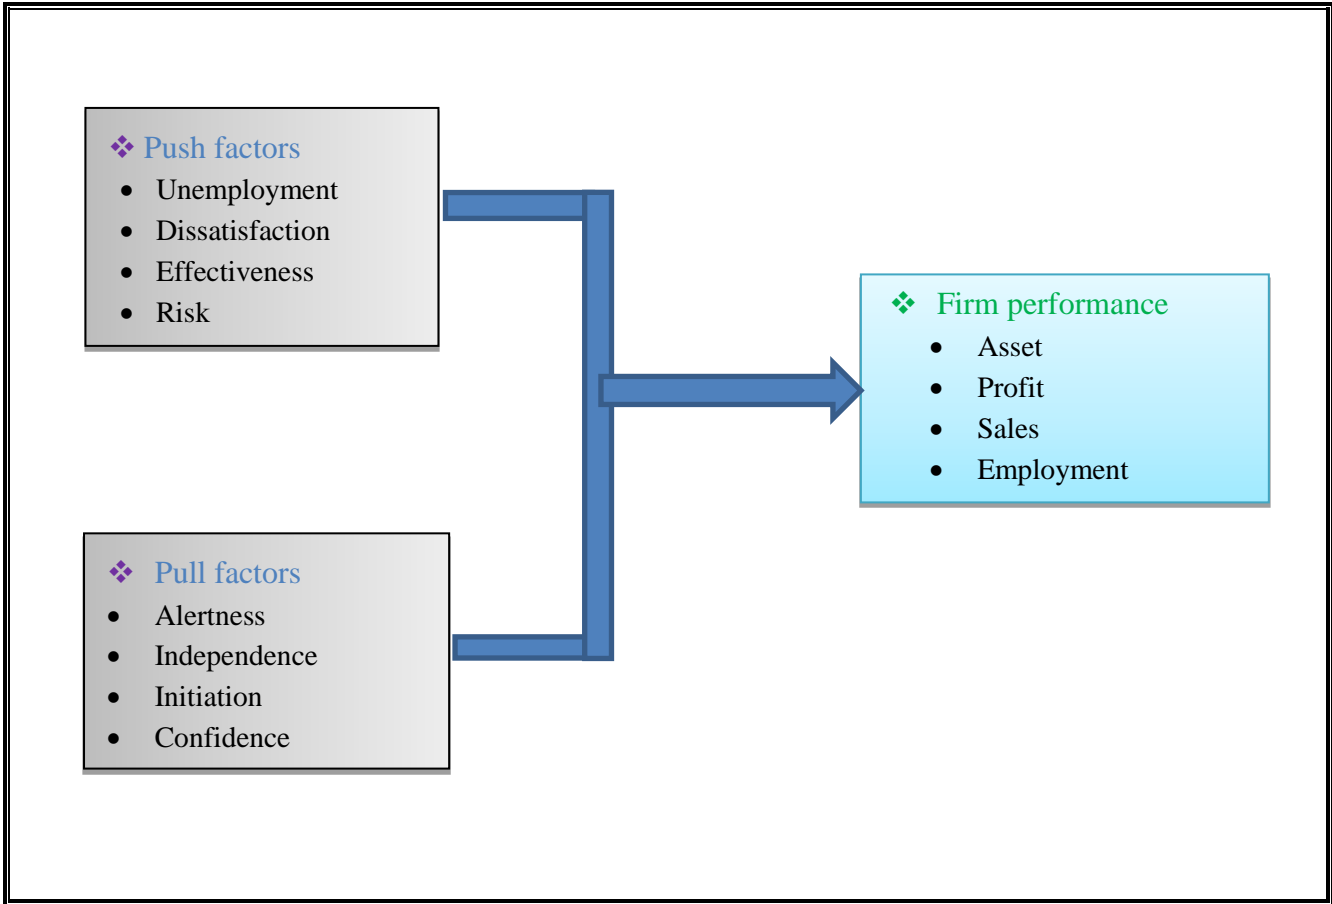 ❖ Push factors
• Unemployment
• Dissatisfaction
• Effectiveness
• Risk
❖ Firm performance
• Asset
• Profit
• Sales
• Employment
❖ Pull factors
• Alertness
• Independence
• Initiation
• Confidence